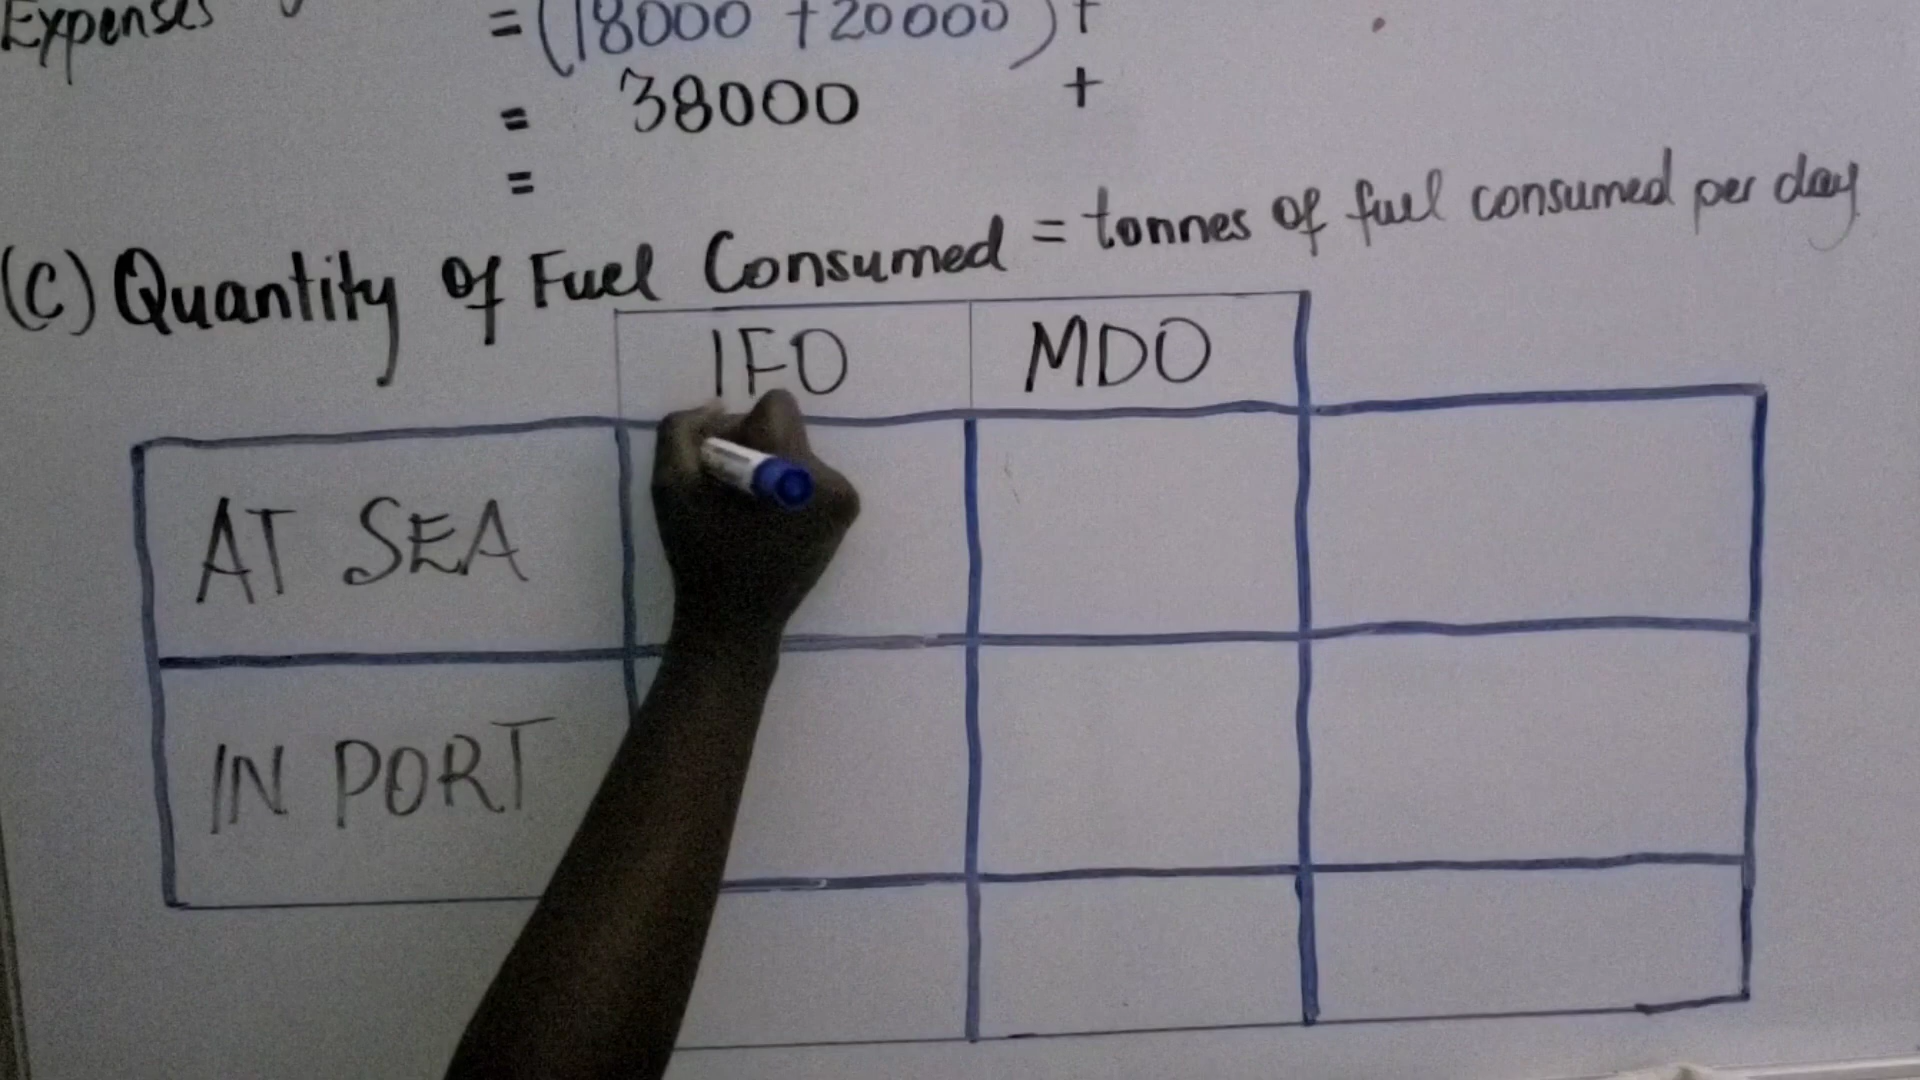 Expenses = (18000 + 20000) +
= 38000 +
=
(C) Quantity of Fuel Consumed = tonnes of fuel consumed per day
IFO MDO
AT SEA
IN PORT